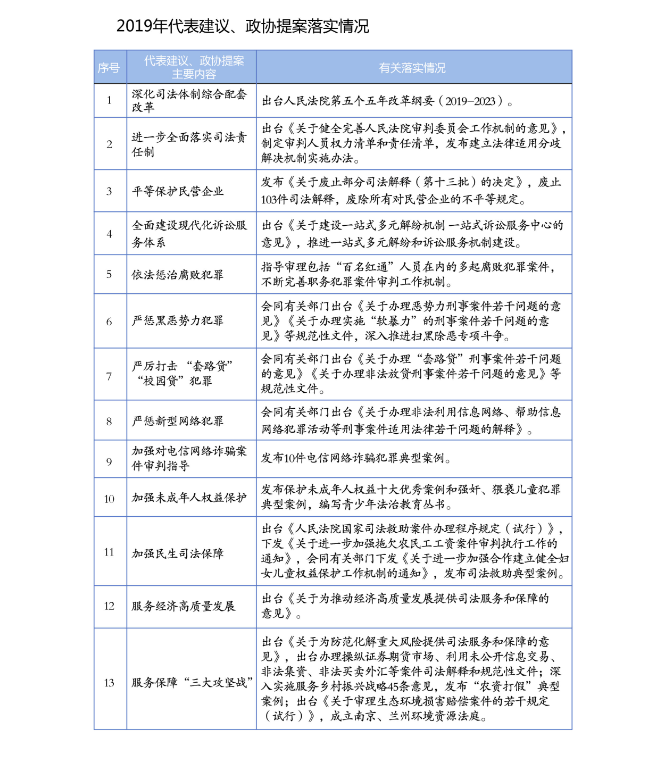 2019年代表建议、政协提案落实情况
序号
代表建议、政协提案
主要内容
有关落实情况
1
深化司法体制综合配套
改革
出台人民法院第五个五年改革纲要（2019-2023）。
2
进一步全面落实司法责
任制
出台《关于健全完善人民法院审判委员会工作机制的意见》，
制定审判人员权力清单和责任清单，发布建立法律适用分歧
解决机制实施办法。
3
平等保护民营企业
发布《关于废止部分司法解释（第十三批）的决定》，废止
103件司法解释，废除所有对民营企业的不平等规定。
4
全面建设现代化诉讼服
务体系
出台《关于建设一站式多元解纷机制 一站式诉讼服务中心的
意见》，推进一站式多元解纷和诉讼服务机制建设。
5
依法惩治腐败犯罪
指导审理包括“百名红通”人员在内的多起腐败犯罪案件，
不断完善职务犯罪案件审判工作机制。
6
严惩黑恶势力犯罪
会同有关部门出台《关于办理恶势力刑事案件若干问题的意
见》《关于办理实施“软暴力”的刑事案件若干问题的意
见》等规范性文件，深入推进扫黑除恶专项斗争。
7
严厉打击 “套路贷”
“校园贷”犯罪
会同有关部门出台《关于办理“套路贷”刑事案件若干问题
的意见》《关于办理非法放贷刑事案件若干问题的意见》等
规范性文件。
8
严惩新型网络犯罪
会同有关部门出台《关于办理非法利用信息网络、帮助信息
网络犯罪活动等刑事案件适用法律若干问题的解释》。
9
加强对电信网络诈骗案
件审判指导
发布10件电信网络诈骗犯罪典型案例。
10
加强未成年人权益保护
发布保护未成年人权益十大优秀案例和强奸、猥亵儿童犯罪
典型案例，编写青少年法治教育丛书。
11
加强民生司法保障
出台《人民法院国家司法救助案件办理程序规定（试行）》，
下发《关于进一步加强拖欠农民工工资案件审判执行工作的
通知》，会同有关部门下发《关于进一步加强合作建立健全妇
女儿童权益保护工作机制的通知》，发布司法救助典型案例。
12
服务经济高质量发展
出台《关于为推动经济高质量发展提供司法服务和保障的
意见》。
13
服务保障“三大攻坚战”
出台《关于为防范化解重大风险提供司法服务和保障的意
见》，出台办理操纵证券期货市场、利用未公开信息交易、
非法集资、非法买卖外汇等案件司法解释和规范性文件；深
入实施服务乡村振兴战略45条意见，发布“农资打假”典型
案例；出台《关于审理生态环境损害赔偿案件的若干规定
（试行）》，成立南京、兰州环境资源法庭。